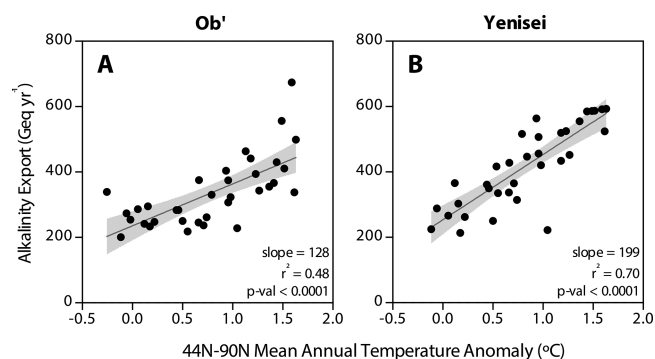 Ob'
Yenisei
A
B
Alkalinity Export (Geq yr⁻¹)
800
600
400
200
0
slope = 128
r² = 0.48
p-val < 0.0001
-0.5
0.0
0.5
1.0
1.5
2.0
800
600
400
200
0
slope = 199
r² = 0.70
p-val < 0.0001
-0.5
0.0
0.5
1.0
1.5
2.0
44N-90N Mean Annual Temperature Anomaly (ºC)